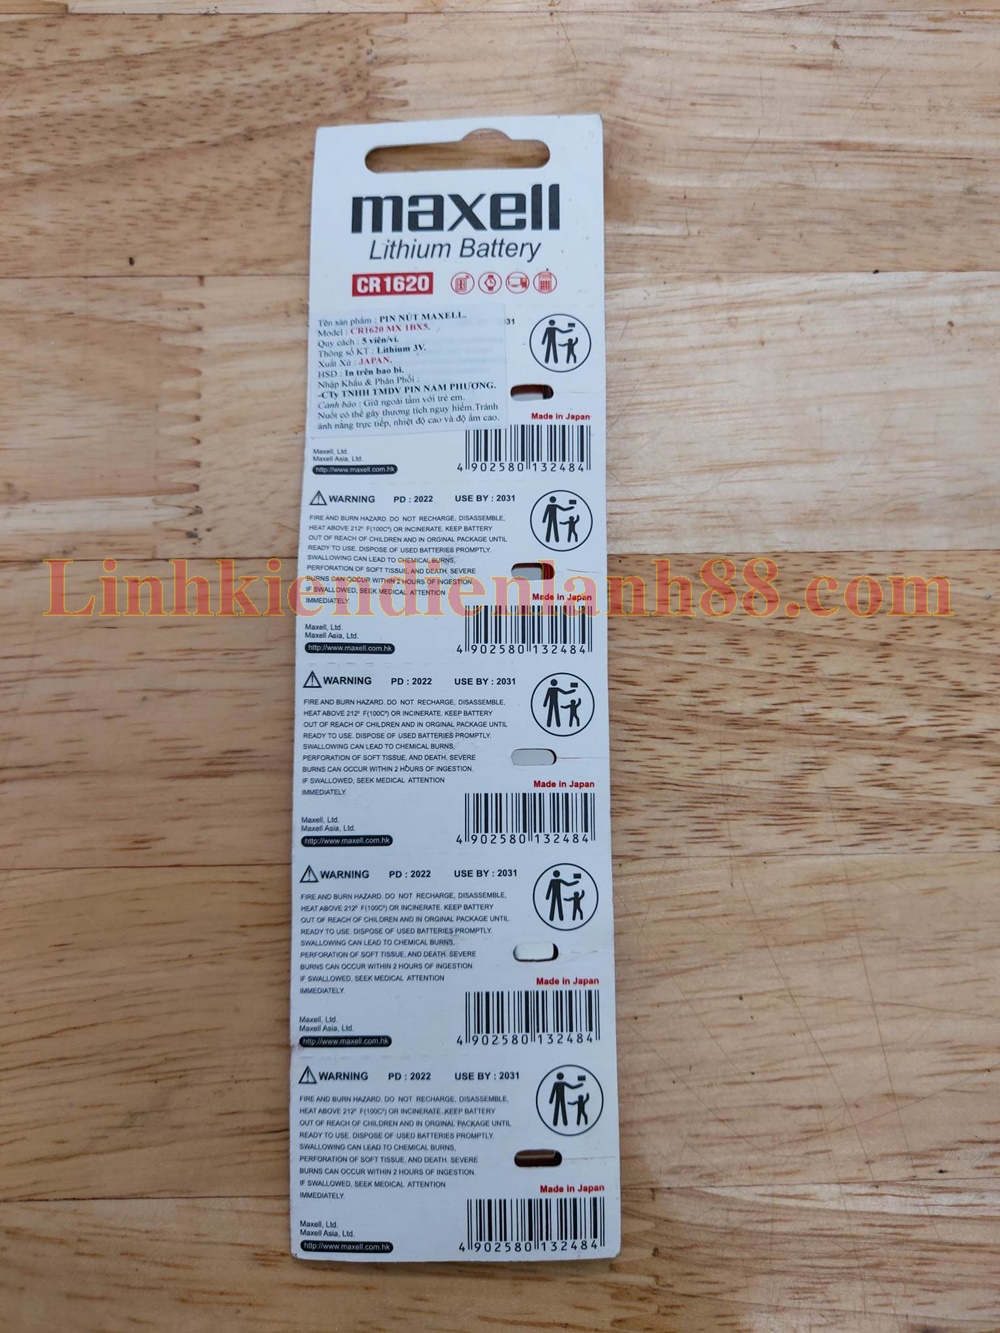 maxell
Lithium Battery
CR1620
Tên sản phẩm : PIN NÚT MAXELL.
Model : CR1620 MX 1BX5.
Quy cách : 5 viên/vỉ.
Thông số KT : Lithium 3V.
Xuất Xứ : JAPAN.
HSD : In trên bao bì.
Nhập Khẩu & Phân Phối :
-CTy TNHH TMDV PIN NAM PHƯƠNG.
Cảnh báo : Giữ ngoài tầm với trẻ em.
Nuốt có thể gây thương tích nguy hiểm.Tránh
ánh nắng trực tiếp, nhiệt độ cao và độ ẩm cao.
31
Made in Japan
Maxell, Ltd.
Maxell Asia, Ltd.
http://www.maxell.com.hk
4 902580 132484
WARNING PD : 2022 USE BY : 2031
FIRE AND BURN HAZARD. DO NOT RECHARGE, DISASSEMBLE,
HEAT ABOVE 212° F(100C°) OR INCINERATE. KEEP BATTERY
OUT OF REACH OF CHILDREN AND IN ORGINAL PACKAGE UNTIL
READY TO USE. DISPOSE OF USED BATTERIES PROMPTLY.
SWALLOWING CAN LEAD TO CHEMICAL BURNS,
PERFORATION OF SOFT TISSUE, AND DEATH. SEVERE
BURNS CAN OCCUR WITHIN 2 HOURS OF INGESTION.
IF SWALLOWED, SEEK MEDICAL ATTENTION
IMMEDIATELY.
Linhkiendienlanh88.com
Made in Japan
Maxell, Ltd.
Maxell Asia, Ltd.
http://www.maxell.com.hk
4 902580 132484
WARNING PD : 2022 USE BY : 2031
FIRE AND BURN HAZARD. DO NOT RECHARGE, DISASSEMBLE,
HEAT ABOVE 212° F(100C°) OR INCINERATE. KEEP BATTERY
OUT OF REACH OF CHILDREN AND IN ORGINAL PACKAGE UNTIL
READY TO USE. DISPOSE OF USED BATTERIES PROMPTLY.
SWALLOWING CAN LEAD TO CHEMICAL BURNS,
PERFORATION OF SOFT TISSUE, AND DEATH. SEVERE
BURNS CAN OCCUR WITHIN 2 HOURS OF INGESTION.
IF SWALLOWED, SEEK MEDICAL ATTENTION
IMMEDIATELY.
Made in Japan
Maxell, Ltd.
Maxell Asia, Ltd.
http://www.maxell.com.hk
4 902580 132484
WARNING PD : 2022 USE BY : 2031
FIRE AND BURN HAZARD. DO NOT RECHARGE, DISASSEMBLE,
HEAT ABOVE 212° F(100C°) OR INCINERATE. KEEP BATTERY
OUT OF REACH OF CHILDREN AND IN ORGINAL PACKAGE UNTIL
READY TO USE. DISPOSE OF USED BATTERIES PROMPTLY.
SWALLOWING CAN LEAD TO CHEMICAL BURNS,
PERFORATION OF SOFT TISSUE, AND DEATH. SEVERE
BURNS CAN OCCUR WITHIN 2 HOURS OF INGESTION.
IF SWALLOWED, SEEK MEDICAL ATTENTION
IMMEDIATELY.
Made in Japan
Maxell, Ltd.
Maxell Asia, Ltd.
http://www.maxell.com.hk
4 902580 132484
WARNING PD : 2022 USE BY : 2031
FIRE AND BURN HAZARD. DO NOT RECHARGE, DISASSEMBLE,
HEAT ABOVE 212° F(100C°) OR INCINERATE. KEEP BATTERY
OUT OF REACH OF CHILDREN AND IN ORGINAL PACKAGE UNTIL
READY TO USE. DISPOSE OF USED BATTERIES PROMPTLY.
SWALLOWING CAN LEAD TO CHEMICAL BURNS,
PERFORATION OF SOFT TISSUE, AND DEATH. SEVERE
BURNS CAN OCCUR WITHIN 2 HOURS OF INGESTION.
IF SWALLOWED, SEEK MEDICAL ATTENTION
IMMEDIATELY.
Made in Japan
Maxell, Ltd.
Maxell Asia, Ltd.
http://www.maxell.com.hk
4 902580 132484